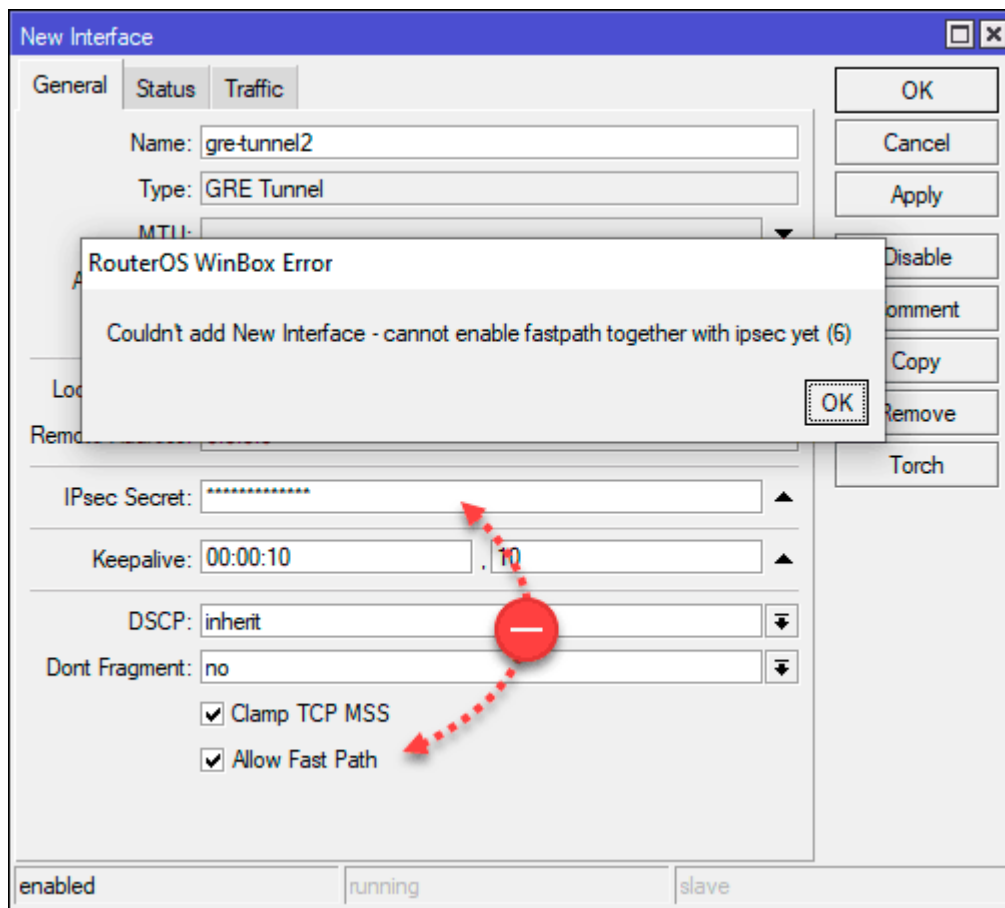 New Interface
General
Status
Traffic
OK
Name: gre-tunnel2
Cancel
Type: GRE Tunnel
Apply
MTU:
RouterOS WinBox Error
Disable
Couldn't add New Interface - cannot enable fastpath together with ipsec yet (6)
omment
Copy
OK
Remove
Torch
IPsec Secret: *************
Keepalive: 00:00:10 , 10
DSCP: inherit
Dont Fragment: no
Clamp TCP MSS
Allow Fast Path
enabled
running
slave